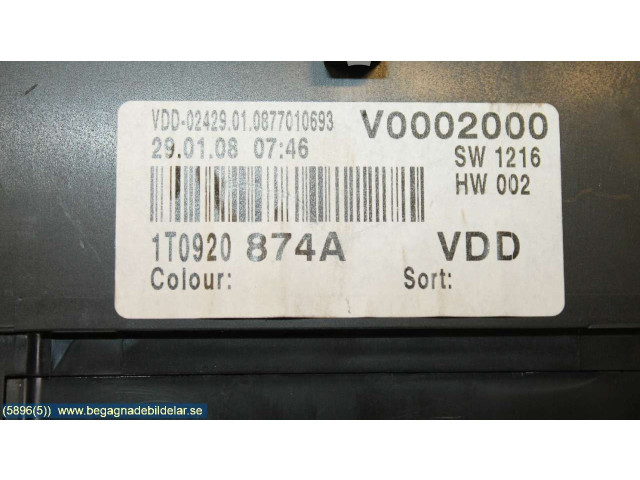 VDD-02429.01.0877010693
V0002000
29.01.08 07:46
SW 1216
HW 002
1T0920 874A
VDD
Colour:
Sort:
(5896(5)) www.begagnadebildelar.se